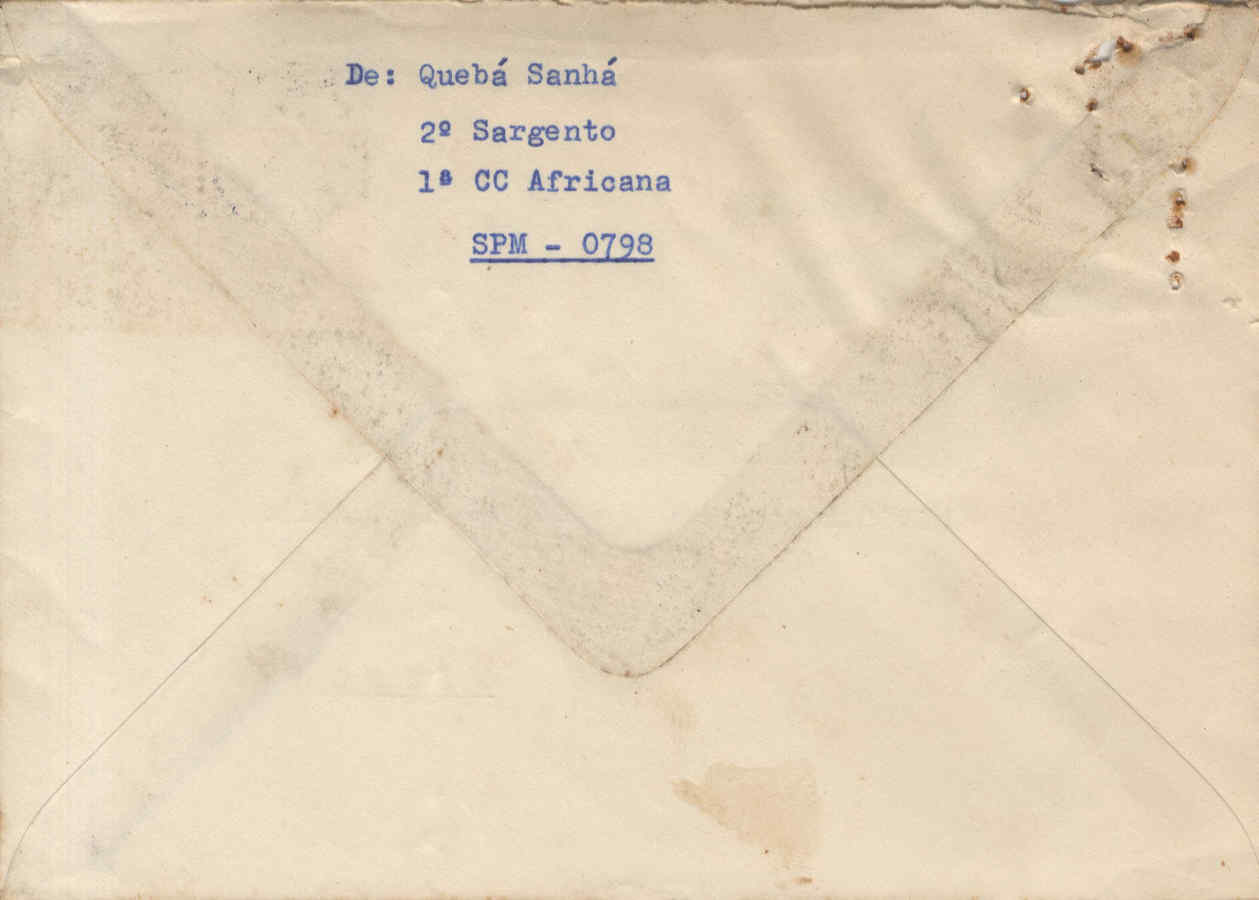 De: Quebá Sanhá
2º Sargento
1ª CC Africana
SPM - 0798